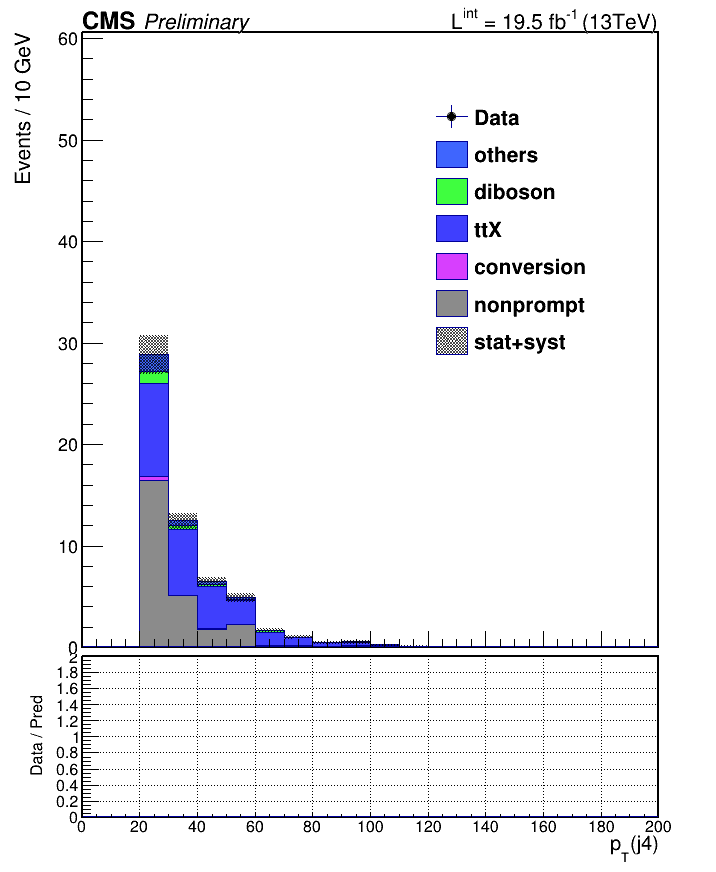 CMS Preliminary
L^int = 19.5 fb^-1 (13TeV)
Events / 10 GeV
60
50
40
30
20
10
0
Data
others
diboson
ttX
conversion
nonprompt
stat+syst
Data / Pred
2
1.8
1.6
1.4
1.2
1
0.8
0.6
0.4
0.2
0
0 20 40 60 80 100 120 140 160 180 200
p_T(j4)